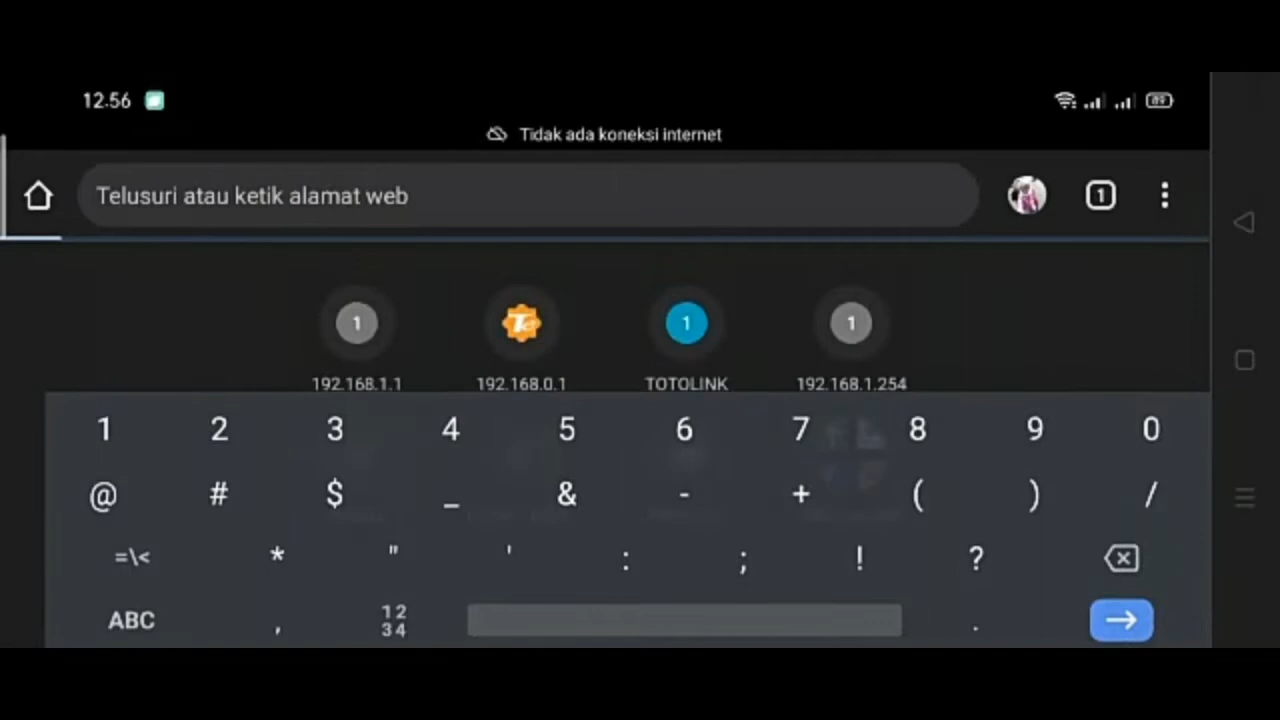 12.56
89
Tidak ada koneksi internet
Telusuri atau ketik alamat web
1
1 1 1
192.168.1.1 192.168.0.1 TOTOLINK 192.168.1.254
1 2 3 4 5 6 7 8 9 0
@ # $ _ & - + ( ) /
=\< * " ' : ; ! ?
ABC , 12 34 .